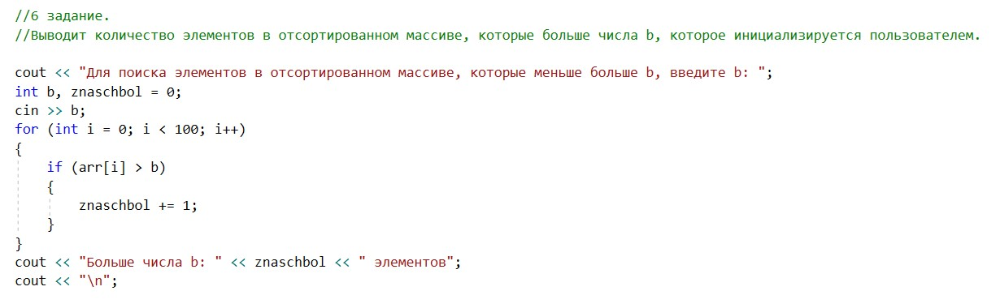 //6 задание.
//Выводит количество элементов в отсортированном массиве, которые больше числа b, которое инициализируется пользователем.
cout << "Для поиска элементов в отсортированном массиве, которые меньше больше b, введите b: ";
int b, znaschbol = 0;
cin >> b;
for (int i = 0; i < 100; i++)
{
if (arr[i] > b)
{
znaschbol += 1;
}
}
cout << "Больше числа b: " << znaschbol << " элементов";
cout << "\n";